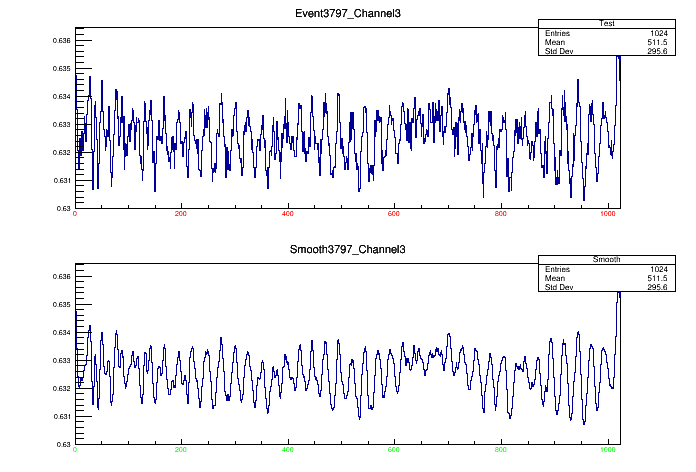 Event3797_Channel3
Test
Entries 1024
Mean 511.5
Std Dev 295.6
0.636
0.635
0.634
0.633
0.632
0.631
0.63
0 200 400 600 800 1000
Smooth3797_Channel3
Smooth
Entries 1024
Mean 511.5
Std Dev 295.6
0.636
0.635
0.634
0.633
0.632
0.631
0.63
0 200 400 600 800 1000